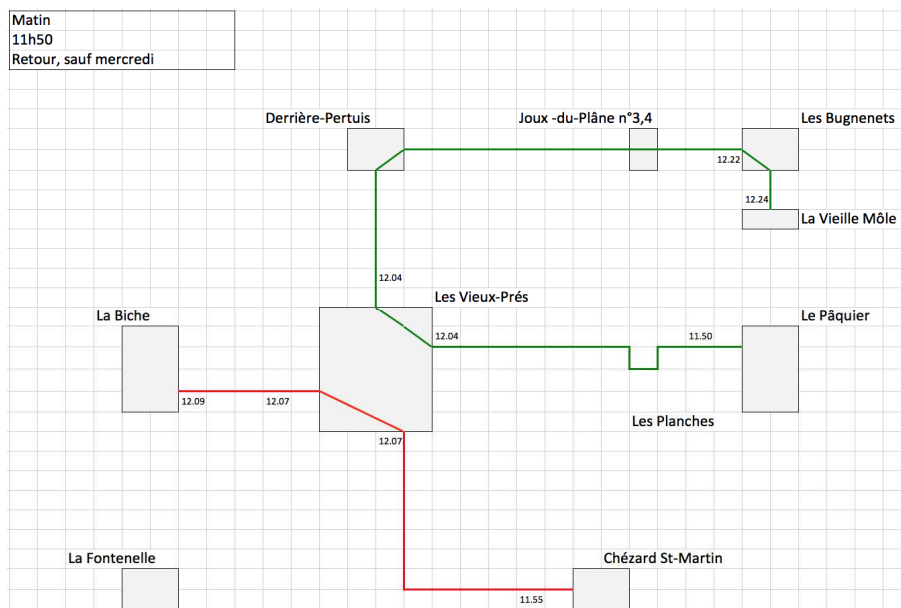 Matin
11h50
Retour, sauf mercredi
Derrière-Pertuis
Joux -du-Plâne n°3,4
Les Bugnenets
12.22
12.24
La Vieille Môle
12.04
Les Vieux-Prés
La Biche
Le Pâquier
12.04
11.50
12.09
12.07
Les Planches
12.07
La Fontenelle
Chézard St-Martin
11.55